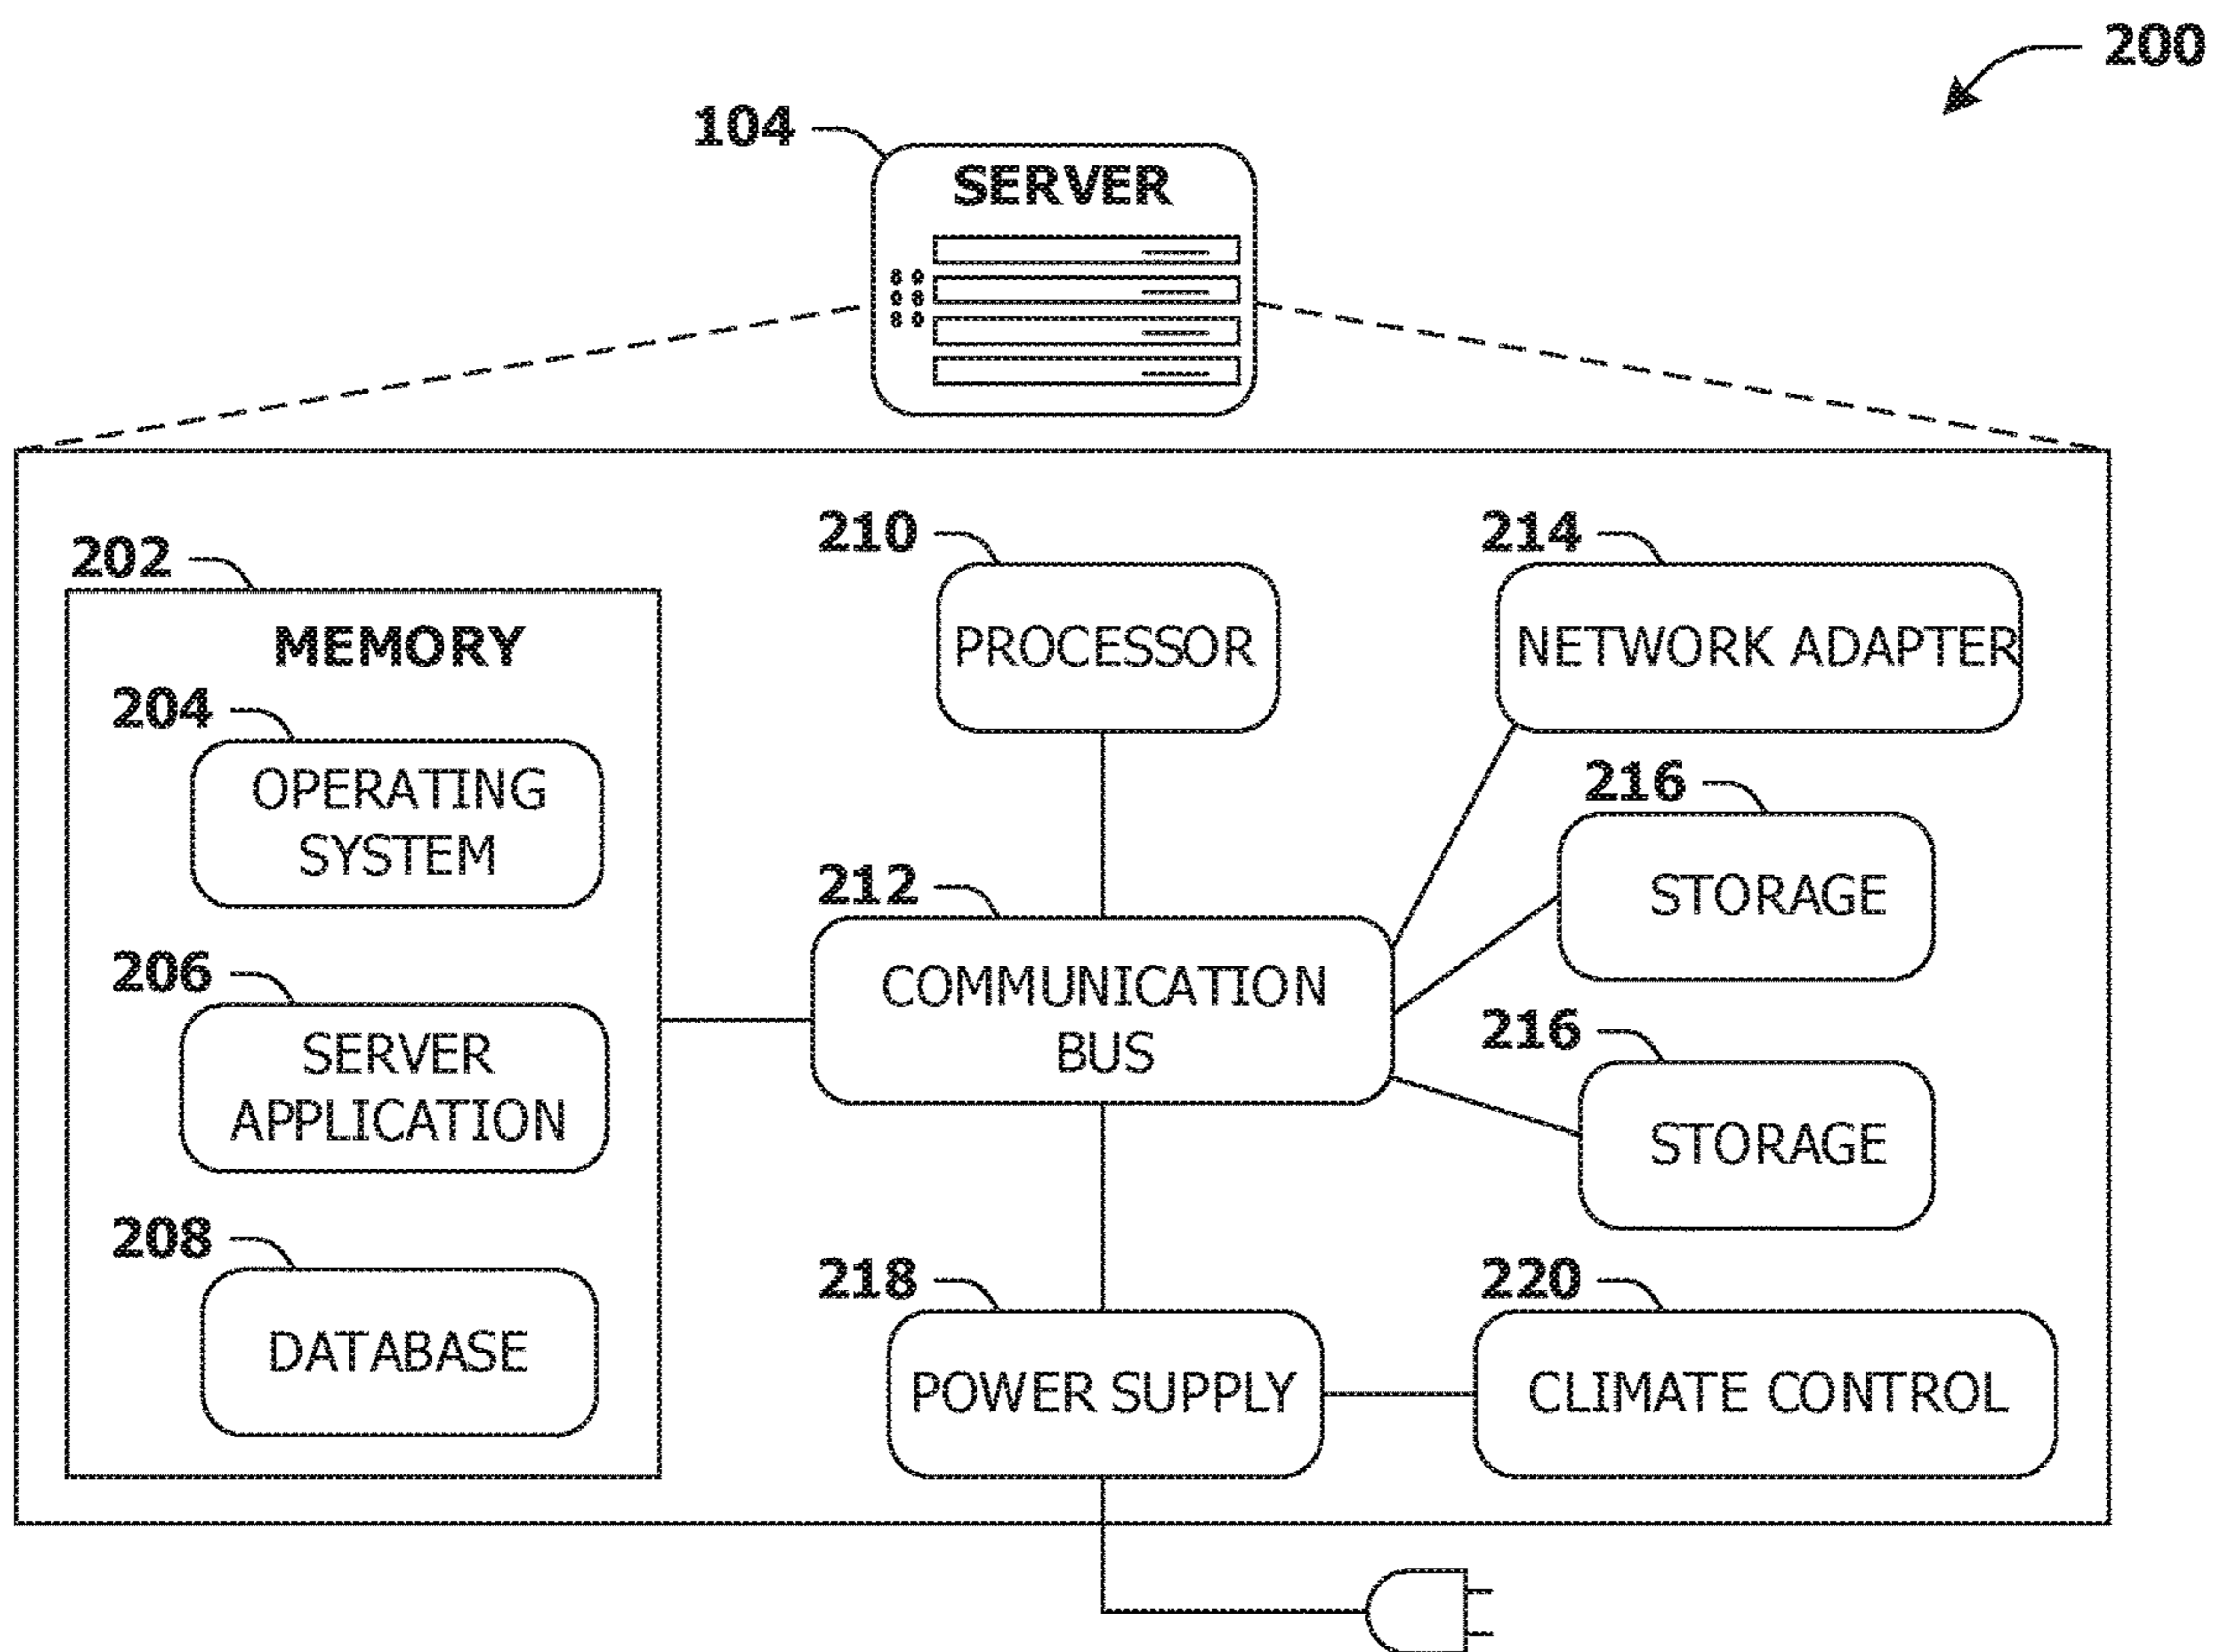 200
104
SERVER
202
MEMORY
204
OPERATING
SYSTEM
206
SERVER
APPLICATION
208
DATABASE
210
PROCESSOR
212
COMMUNICATION
BUS
214
NETWORK ADAPTER
216
STORAGE
216
STORAGE
218
POWER SUPPLY
220
CLIMATE CONTROL